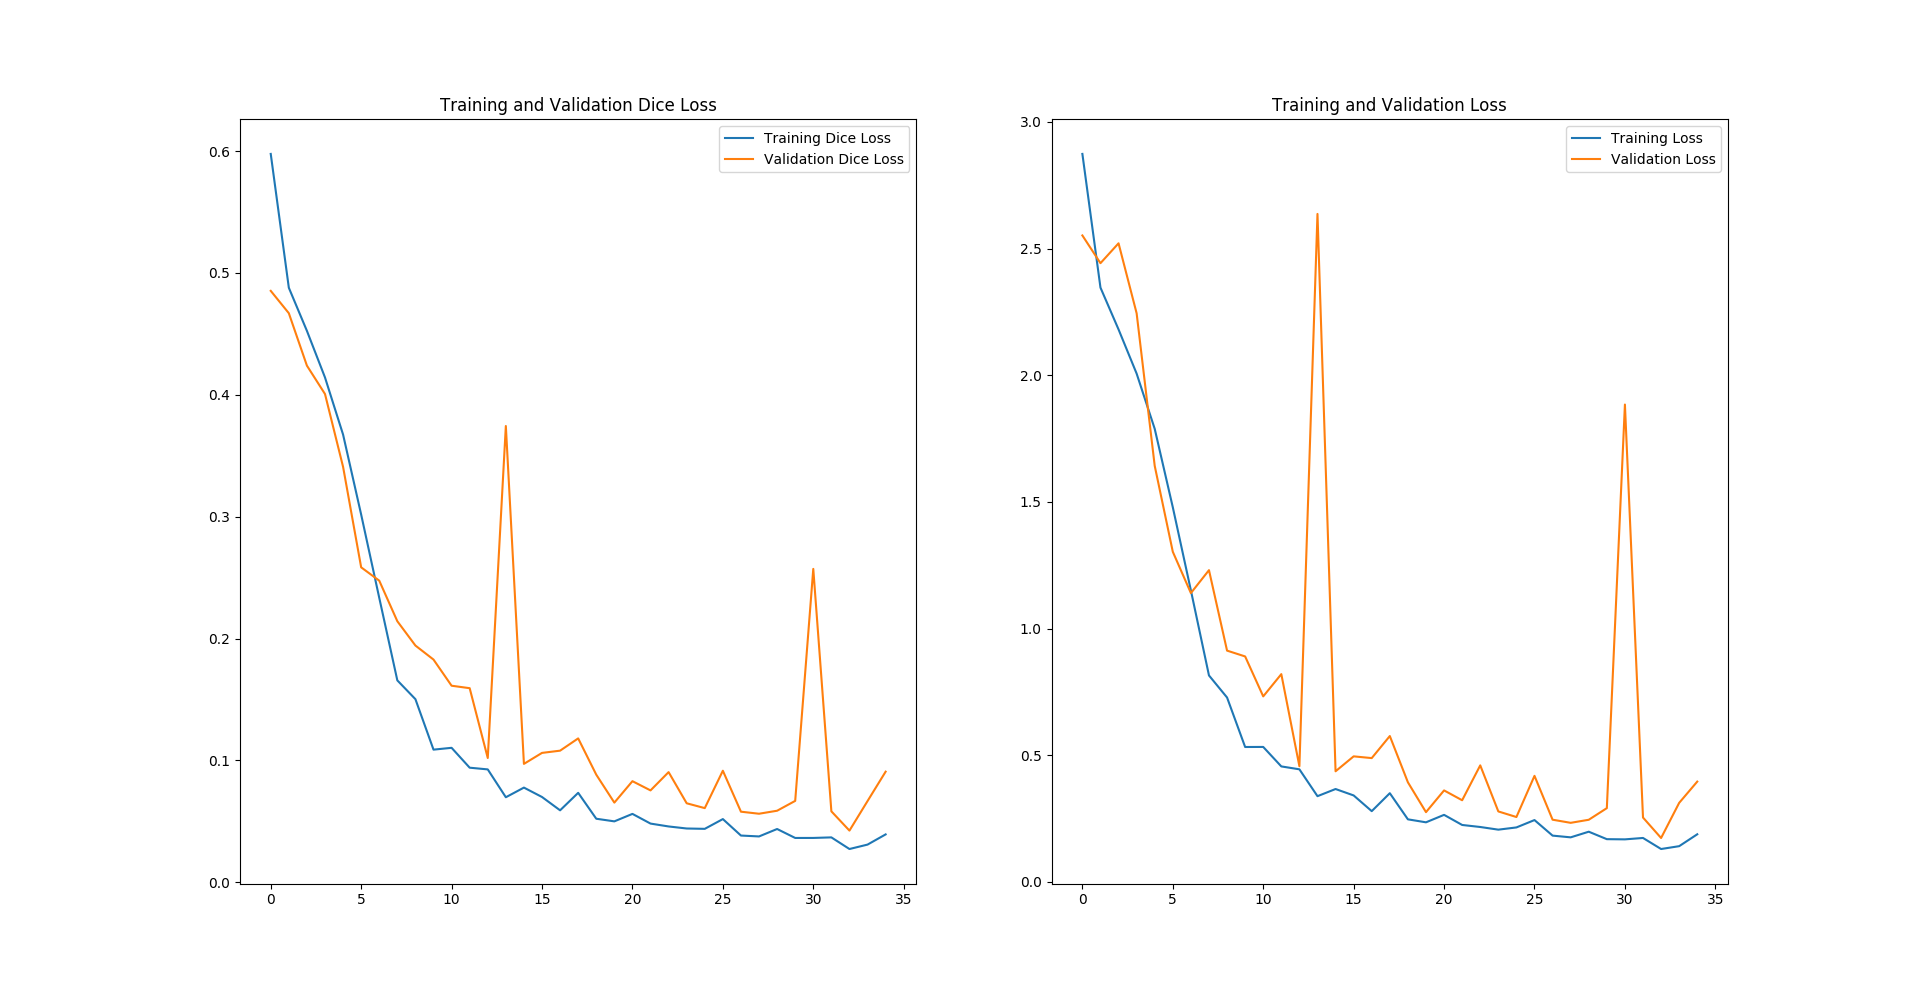 Training and Validation Dice Loss
Training Dice Loss
Validation Dice Loss
0.6
0.5
0.4
0.3
0.2
0.1
0.0
0 5 10 15 20 25 30 35
Training and Validation Loss
Training Loss
Validation Loss
3.0
2.5
2.0
1.5
1.0
0.5
0.0
0 5 10 15 20 25 30 35